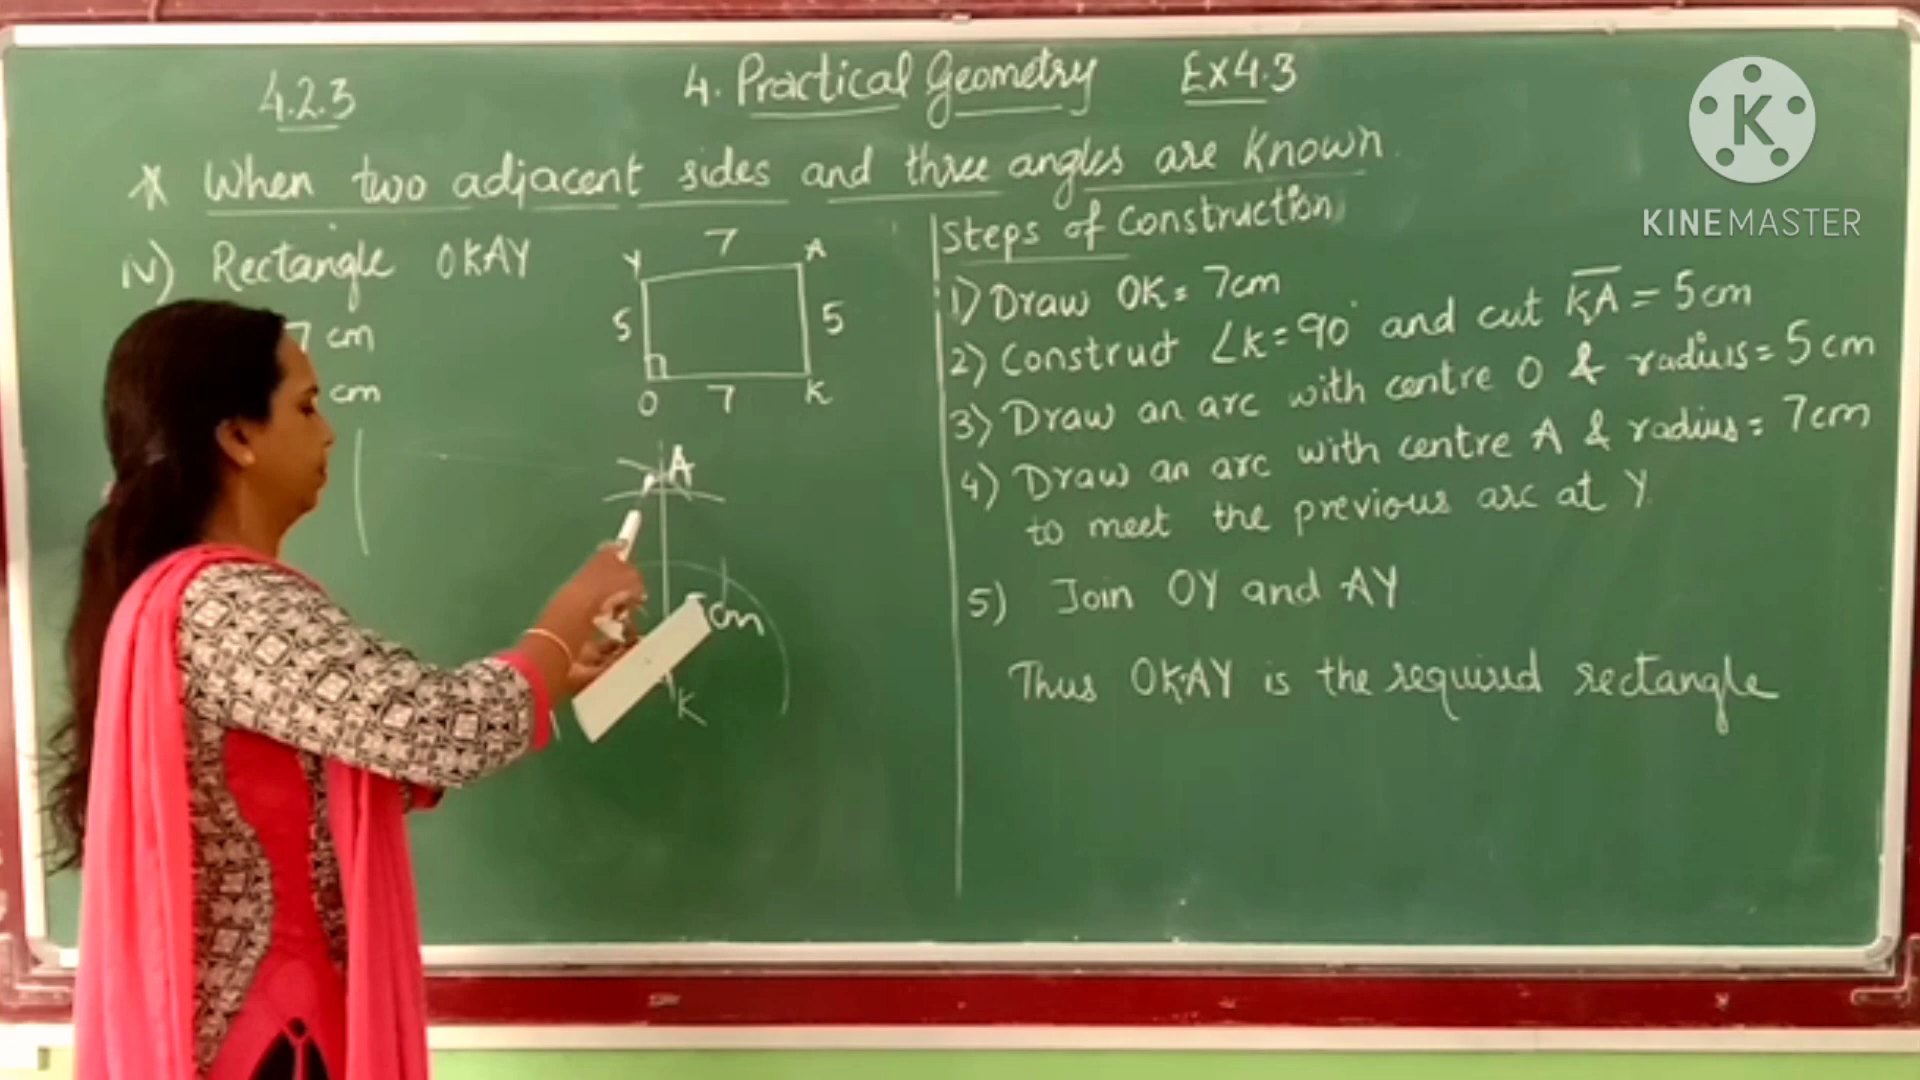 4.2.3
4. Practical Geometry Ex 4.3
* When two adjacent sides and three angles are known.
iv) Rectangle OKAY
7 cm
cm
Y 7 A
5 5
O 7 K
A
5cm
K
Steps of Construction
1) Draw OK = 7cm
2) Construct ∠K = 90° and cut K̅A̅ = 5cm
3) Draw an arc with centre O & radius = 5cm
4) Draw an arc with centre A & radius = 7cm
to meet the previous arc at Y.
5) Join OY and AY
Thus OKAY is the required rectangle
K
KINEMASTER